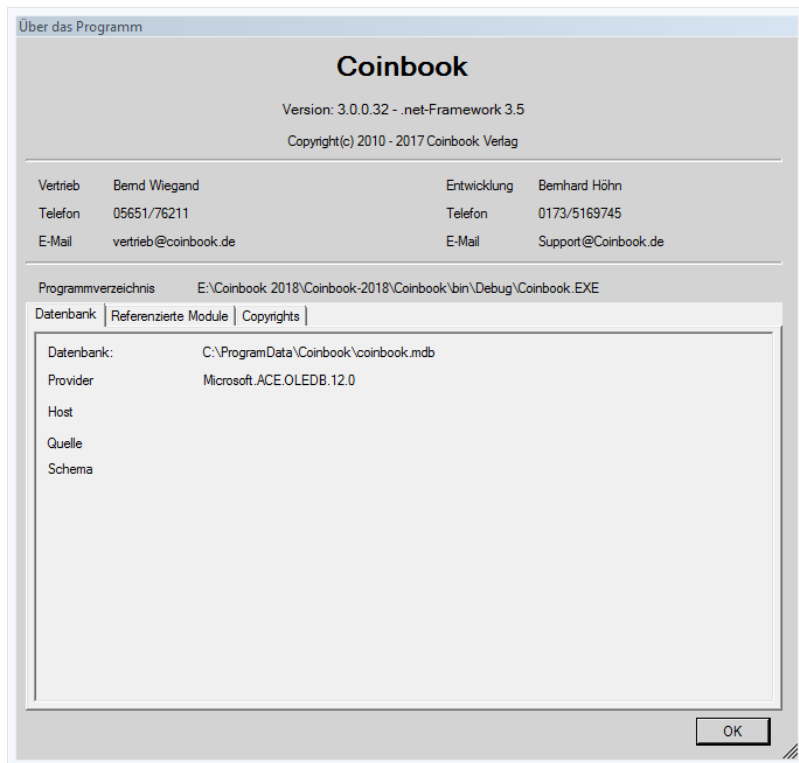 Über das Programm
Coinbook
Version: 3.0.0.32 - .net-Framework 3.5
Copyright(c) 2010 - 2017 Coinbook Verlag
Vertrieb Bernd Wiegand Entwicklung Bernhard Höhn
Telefon 05651/76211 Telefon 0173/5169745
E-Mail vertrieb@coinbook.de E-Mail Support@Coinbook.de
Programmverzeichnis E:\Coinbook 2018\Coinbook-2018\Coinbook\bin\Debug\Coinbook.EXE
Datenbank Referenzierte Module Copyrights
Datenbank: C:\ProgramData\Coinbook\coinbook.mdb
Provider Microsoft.ACE.OLEDB.12.0
Host
Quelle
Schema
OK